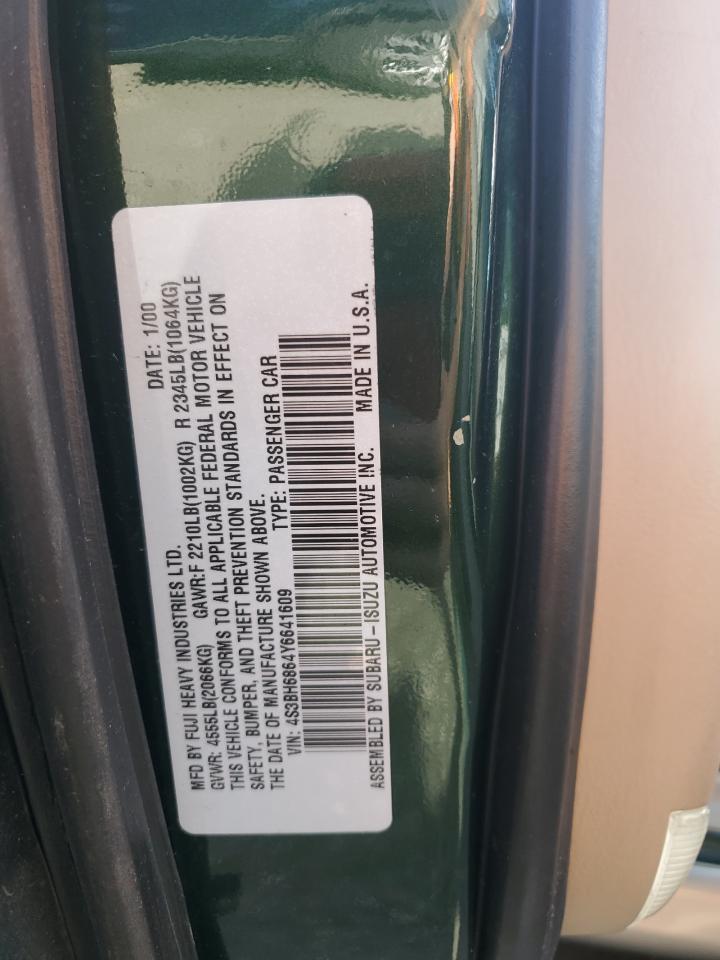 MFD BY FUJI HEAVY INDUSTRIES LTD. DATE: 1/00
GVWR: 4555LB(2066KG) GAWR:F 2210LB(1002KG) R 2345LB(1064KG)
THIS VEHICLE CONFORMS TO ALL APPLICABLE FEDERAL MOTOR VEHICLE
SAFETY, BUMPER, AND THEFT PREVENTION STANDARDS IN EFFECT ON
THE DATE OF MANUFACTURE SHOWN ABOVE.
VIN: 4S3BH6864Y6641609 TYPE: PASSENGER CAR
ASSEMBLED BY SUBARU-ISUZU AUTOMOTIVE INC. MADE IN U.S.A.